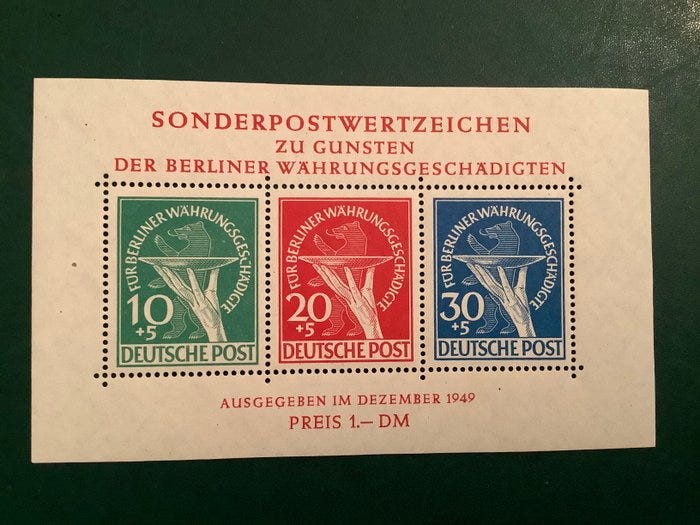 SONDERPOSTWERTZEICHEN
ZU GUNSTEN
DER BERLINER WÄHRUNGSGESCHÄDIGTEN
FÜR BERLINER WÄHRUNGSGESCHÄDIGTE
10
+5
DEUTSCHE POST
FÜR BERLINER WÄHRUNGSGESCHÄDIGTE
20
+5
DEUTSCHE POST
FÜR BERLINER WÄHRUNGSGESCHÄDIGTE
30
+5
DEUTSCHE POST
AUSGEGEBEN IM DEZEMBER 1949
PREIS 1.— DM